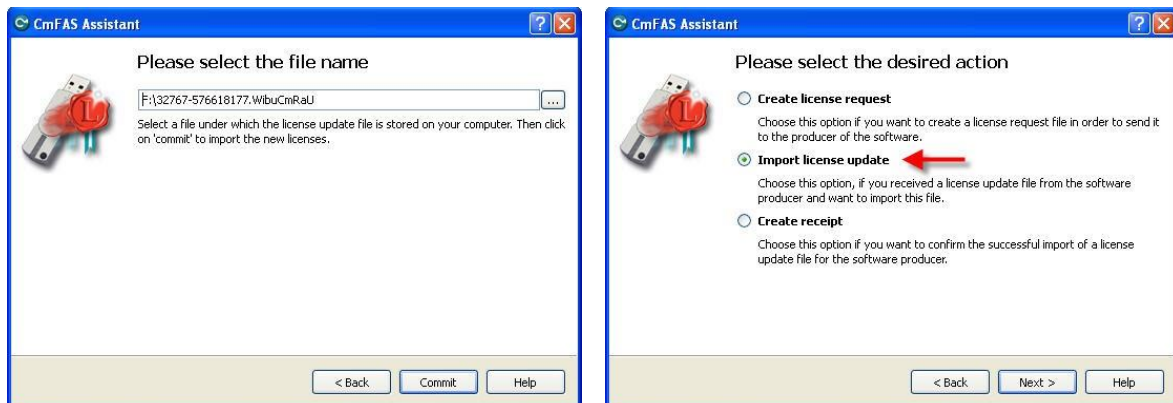 CmFAS Assistant
Please select the file name
F:\32767-576618177.WibuCmRaU
...
Select a file under which the license update file is stored on your computer. Then click
on 'commit' to import the new licenses.
< Back
Commit
Help
CmFAS Assistant
Please select the desired action
Create license request
Choose this option if you want to create a license request file in order to send it
to the producer of the software.
Import license update
Choose this option, if you received a license update file from the software
producer and want to import this file.
Create receipt
Choose this option if you want to confirm the successful import of a license
update file for the software producer.
< Back
Next >
Help